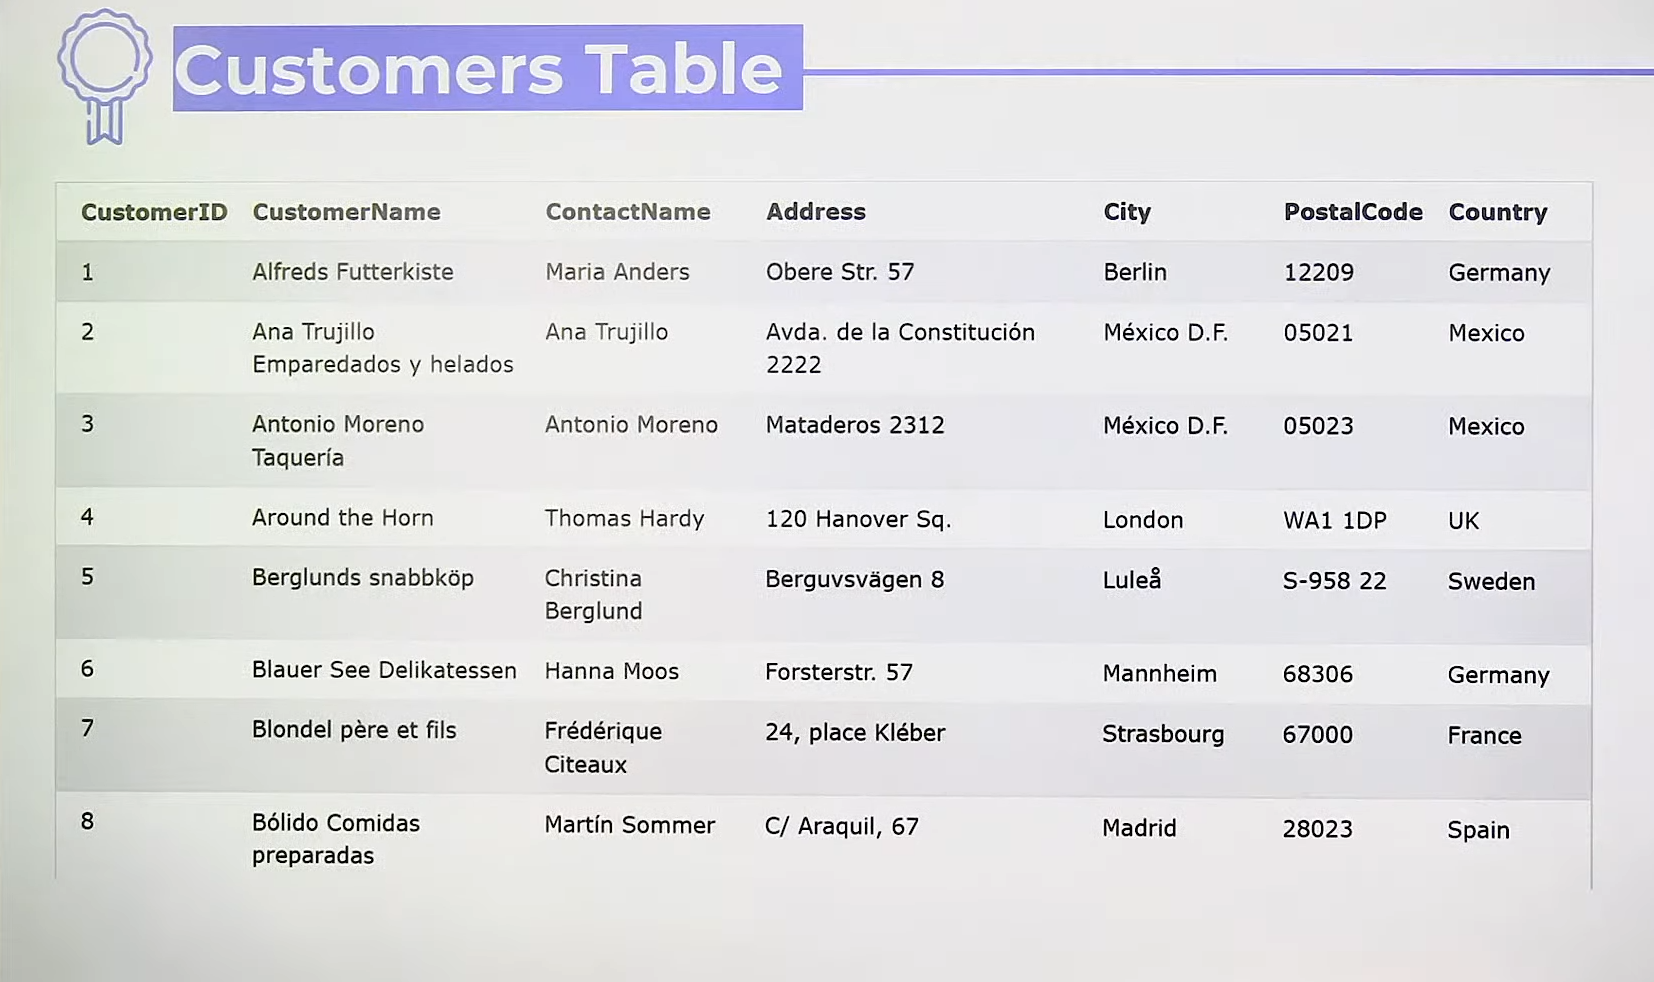 Customers Table
CustomerID CustomerName ContactName Address City PostalCode Country
1 Alfreds Futterkiste Maria Anders Obere Str. 57 Berlin 12209 Germany
2 Ana Trujillo Ana Trujillo Avda. de la Constitución México D.F. 05021 Mexico
Emparedados y helados 2222
3 Antonio Moreno Antonio Moreno Mataderos 2312 México D.F. 05023 Mexico
Taquería
4 Around the Horn Thomas Hardy 120 Hanover Sq. London WA1 1DP UK
5 Berglunds snabbköp Christina Berguvsvägen 8 Luleå S-958 22 Sweden
Berglund
6 Blauer See Delikatessen Hanna Moos Forsterstr. 57 Mannheim 68306 Germany
7 Blondel père et fils Frédérique 24, place Kléber Strasbourg 67000 France
Citeaux
8 Bólido Comidas Martín Sommer C/ Araquil, 67 Madrid 28023 Spain
preparadas